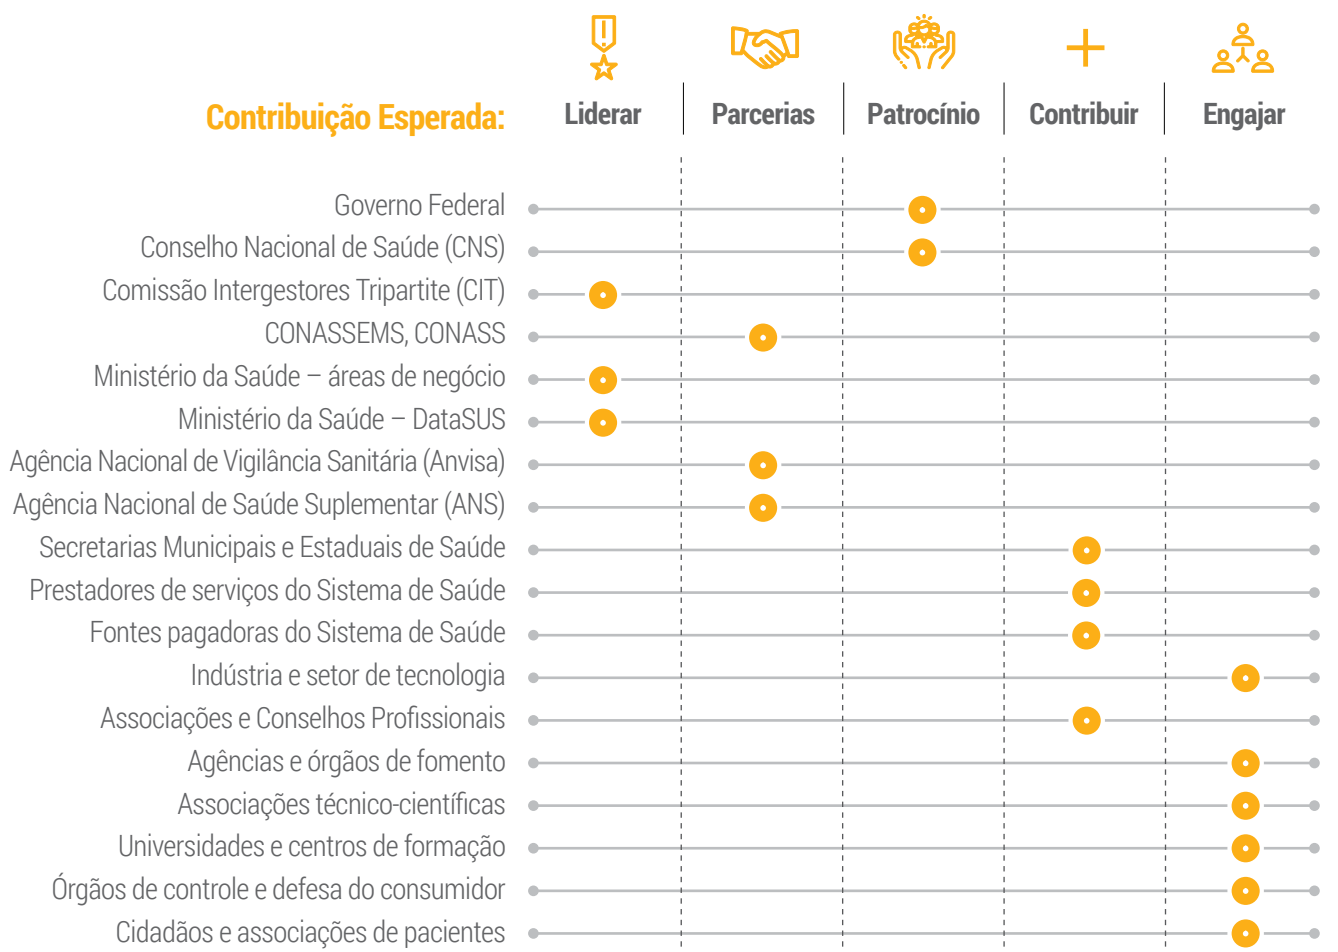 Contribuição Esperada:
Liderar
Parcerias
Patrocínio
Contribuir
Engajar
Governo Federal
Conselho Nacional de Saúde (CNS)
Comissão Intergestores Tripartite (CIT)
CONASSEMS, CONASS
Ministério da Saúde – áreas de negócio
Ministério da Saúde – DataSUS
Agência Nacional de Vigilância Sanitária (Anvisa)
Agência Nacional de Saúde Suplementar (ANS)
Secretarias Municipais e Estaduais de Saúde
Prestadores de serviços do Sistema de Saúde
Fontes pagadoras do Sistema de Saúde
Indústria e setor de tecnologia
Associações e Conselhos Profissionais
Agências e órgãos de fomento
Associações técnico-científicas
Universidades e centros de formação
Órgãos de controle e defesa do consumidor
Cidadãos e associações de pacientes